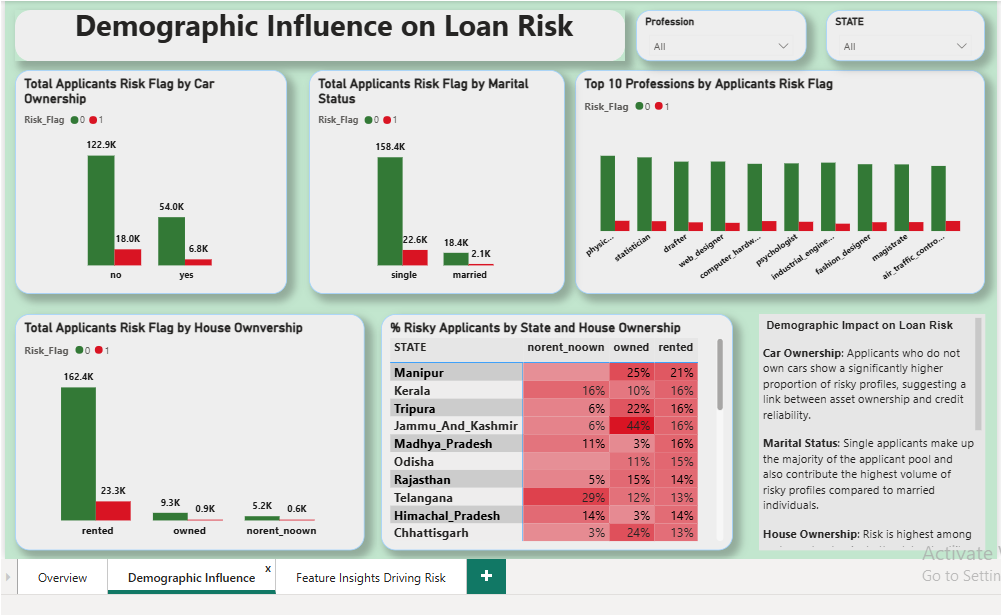 Demographic Influence on Loan Risk
Profession
All
STATE
All
Total Applicants Risk Flag by Car
Ownership
Risk_Flag 0 1
122.9K
18.0K
54.0K
6.8K
no
yes
Total Applicants Risk Flag by Marital
Status
Risk_Flag 0 1
158.4K
22.6K
18.4K
2.1K
single
married
Top 10 Professions by Applicants Risk Flag
Risk_Flag 0 1
physic...
statistician
drafter
web_designer
computer_hardw...
psychologist
industrial_engine...
fashion_designer
magistrate
air_traffic_contro...
Total Applicants Risk Flag by House Ownvership
Risk_Flag 0 1
162.4K
23.3K
9.3K
0.9K
5.2K
0.6K
rented
owned
norent_noown
% Risky Applicants by State and House Ownership
STATE norent_noown owned rented
Manipur 25% 21%
Kerala 16% 10% 16%
Tripura 6% 22% 16%
Jammu_And_Kashmir 6% 44% 16%
Madhya_Pradesh 11% 3% 16%
Odisha 11% 15%
Rajasthan 5% 15% 14%
Telangana 29% 12% 13%
Himachal_Pradesh 14% 3% 14%
Chhattisgarh 3% 24% 13%
Demographic Impact on Loan Risk
Car Ownership: Applicants who do not
own cars show a significantly higher
proportion of risky profiles, suggesting a
link between asset ownership and credit
reliability.
Marital Status: Single applicants make up
the majority of the applicant pool and
also contribute the highest volume of
risky profiles compared to married
individuals.
House Ownership: Risk is highest among
Activate
Go to Settin
Overview
Demographic Influence x
Feature Insights Driving Risk
+